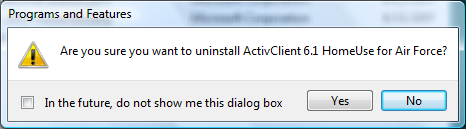 Programs and Features
Are you sure you want to uninstall ActivClient 6.1 HomeUse for Air Force?
In the future, do not show me this dialog box
Yes
No